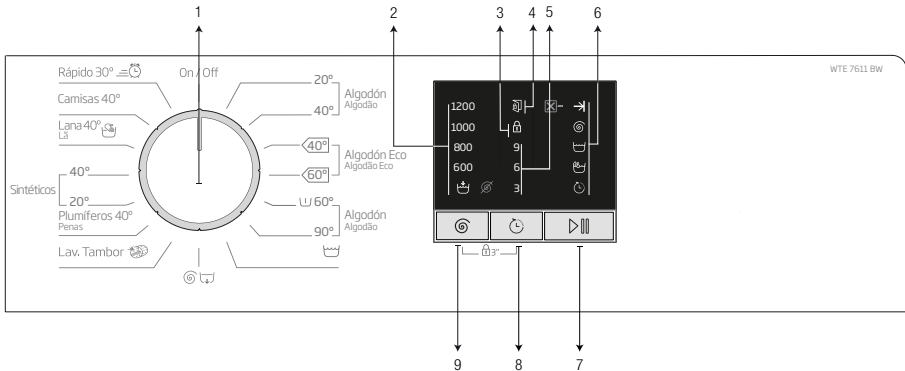 1 2 3 4 5 6
WTE 7611 BW
Rápido 30° On / Off
Camisas 40°
Lana 40°
Lã
Sintéticos
40°
20°
Plumíferos 40°
Penas
Lav. Tambor
20°
40°
Algodón
Algodão
40°
60°
Algodón Eco
Algodão Eco
60°
90°
Algodón
Algodão
1200
1000
800
600
9
6
3
3"
9 8 7